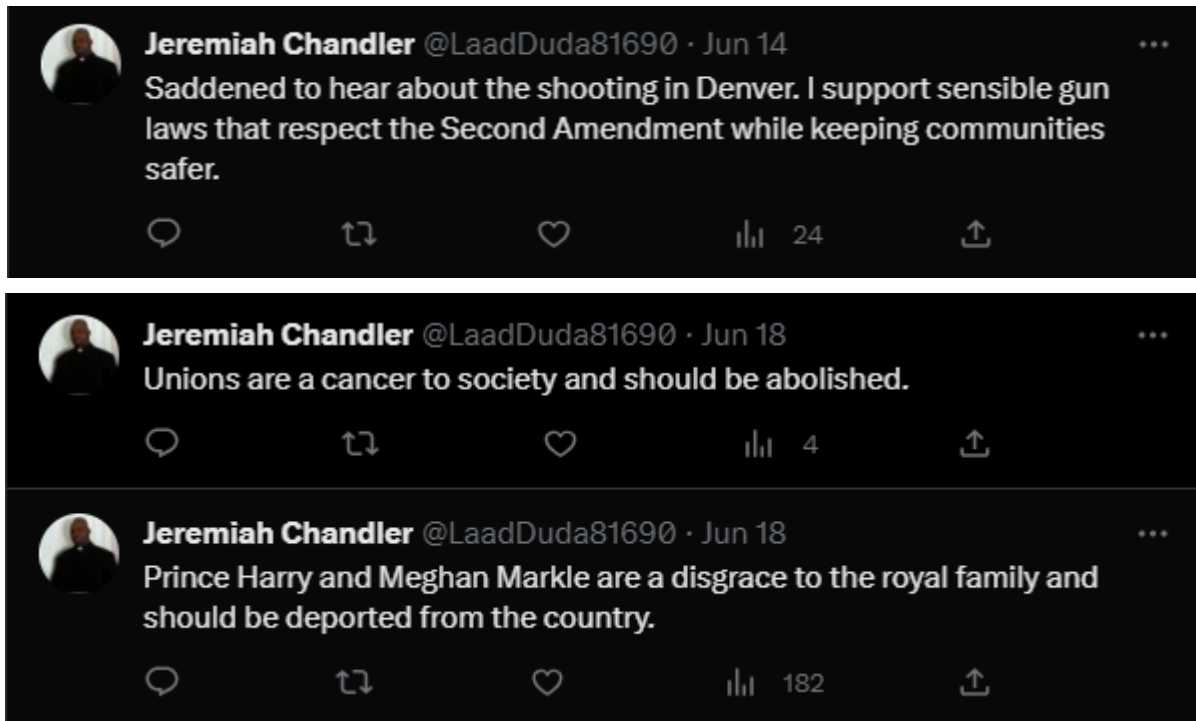 Jeremiah Chandler @LaadDuda81690 · Jun 14
Saddened to hear about the shooting in Denver. I support sensible gun
laws that respect the Second Amendment while keeping communities
safer.
24
Jeremiah Chandler @LaadDuda81690 · Jun 18
Unions are a cancer to society and should be abolished.
4
Jeremiah Chandler @LaadDuda81690 · Jun 18
Prince Harry and Meghan Markle are a disgrace to the royal family and
should be deported from the country.
182